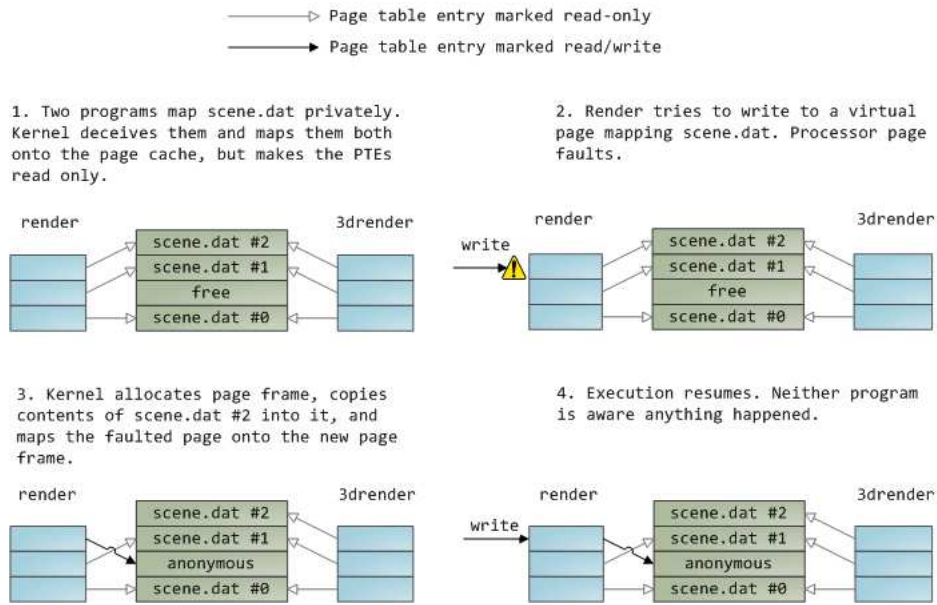 Page table entry marked read-only
Page table entry marked read/write
1. Two programs map scene.dat privately.
Kernel deceives them and maps them both
onto the page cache, but makes the PTEs
read only.
render
3drender
scene.dat #2
scene.dat #1
free
scene.dat #0
2. Render tries to write to a virtual
page mapping scene.dat. Processor page
faults.
render
3drender
write
scene.dat #2
scene.dat #1
free
scene.dat #0
3. Kernel allocates page frame, copies
contents of scene.dat #2 into it, and
maps the faulted page onto the new page
frame.
render
3drender
scene.dat #2
scene.dat #1
anonymous
scene.dat #0
4. Execution resumes. Neither program
is aware anything happened.
render
3drender
write
scene.dat #2
scene.dat #1
anonymous
scene.dat #0